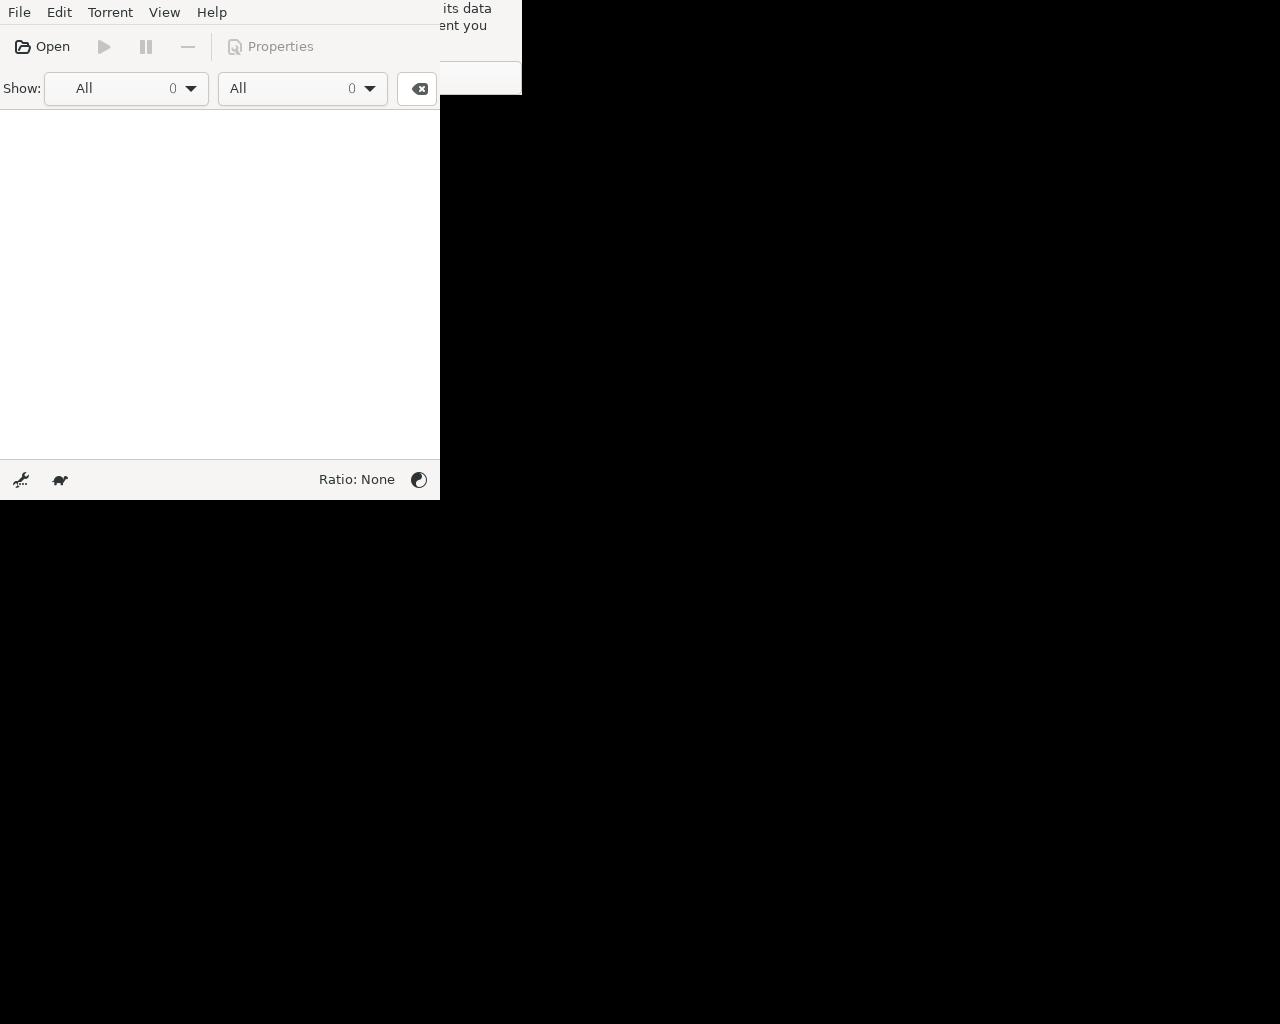 File Edit Torrent View Help
its data
ent you
Open Properties
Show: All 0 All 0
Ratio: None